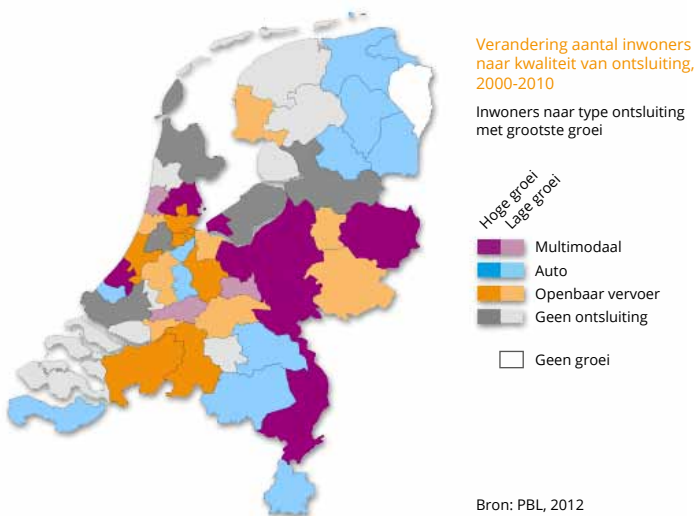 Verandering aantal inwoners
naar kwaliteit van ontsluiting,
2000-2010
Inwoners naar type ontsluiting
met grootste groei
Hoge groei
Lage groei
Multimodaal
Auto
Openbaar vervoer
Geen ontsluiting
Geen groei
Bron: PBL, 2012